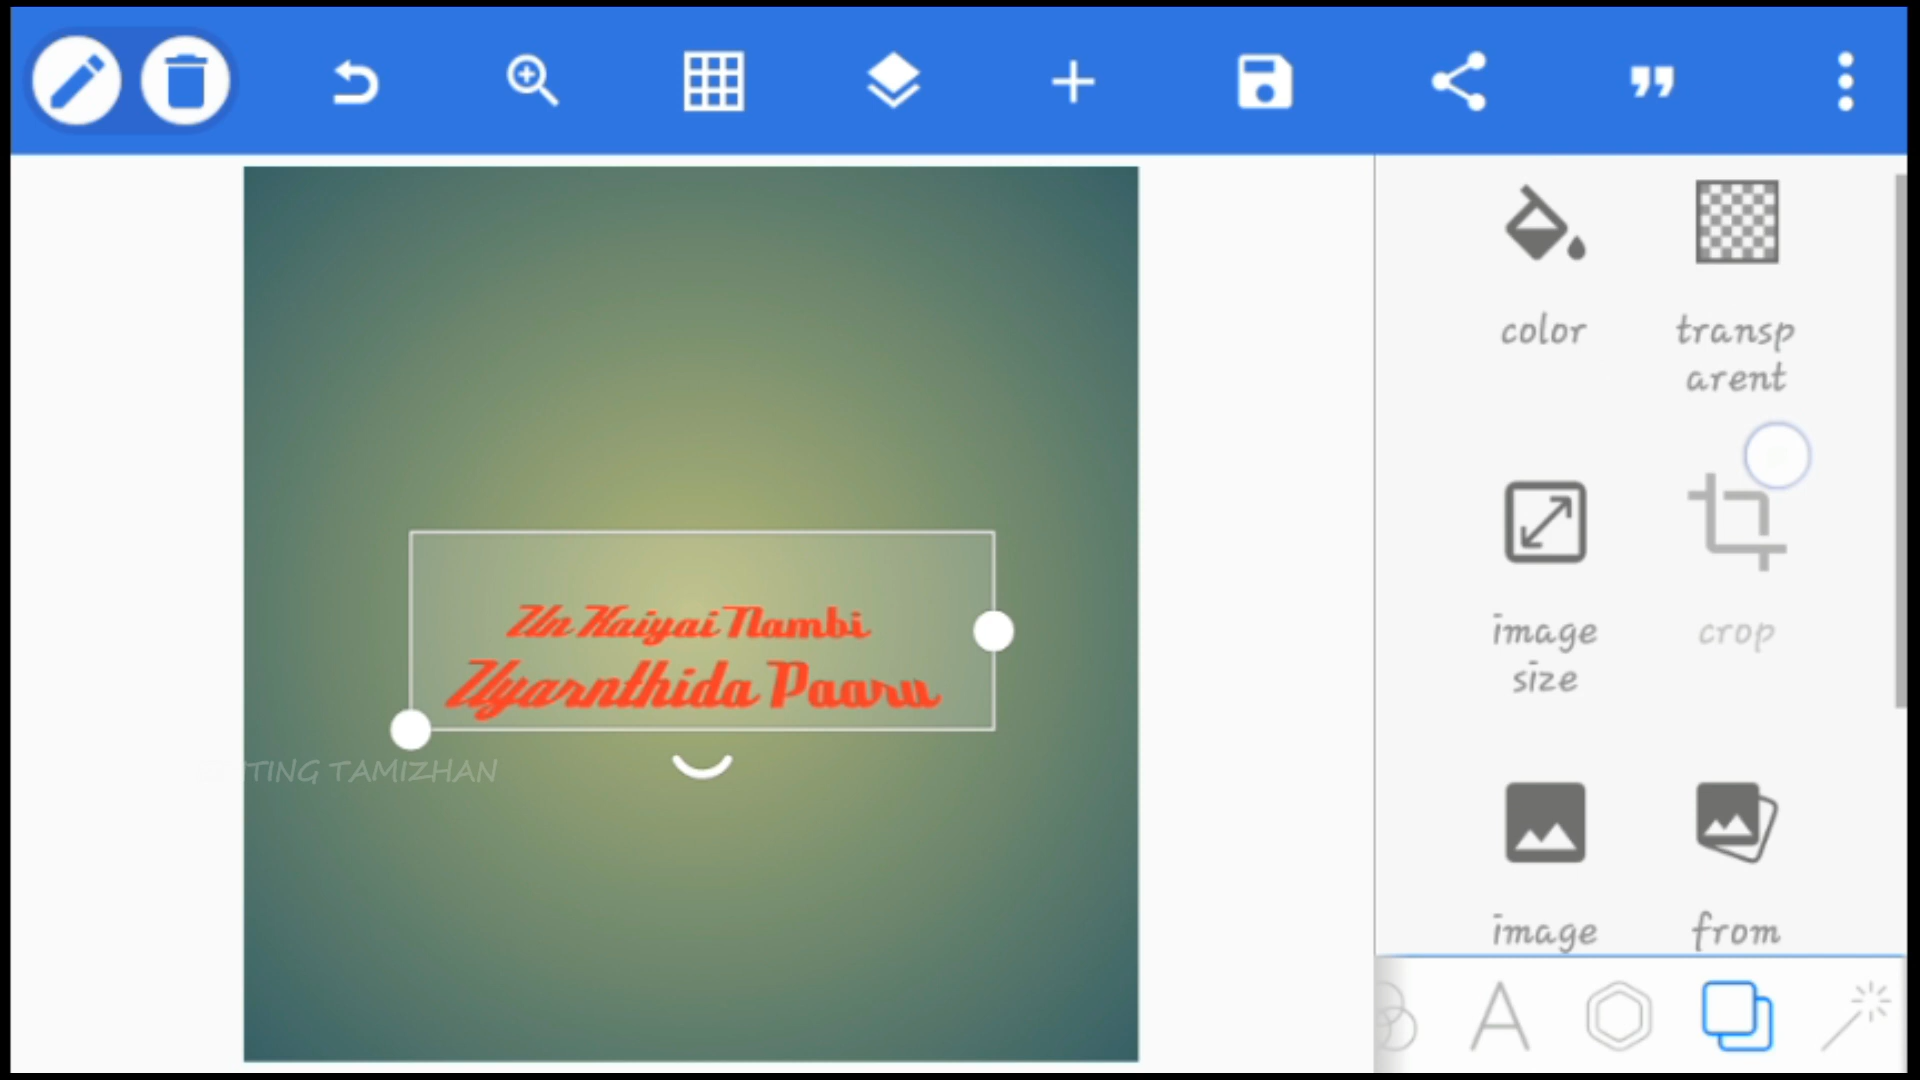 color
transp
arent
image
size
crop
image
from
Un Kaiyai Nambi
Uyarnthida Paaru
TING TAMIZHAN